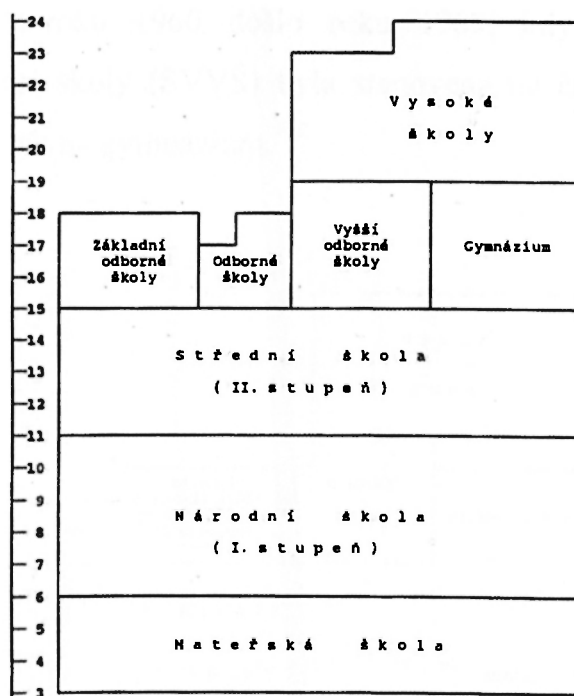 24
23
22
21
20
19
18
17
16
15
14
13
12
11
10
9
8
7
6
5
4
3
Vysoké
školy
Základní
odborné
školy
Odborné
školy
Vyšší
odborné
školy
Gymnázium
Střední škola
(II. stupeň)
Národní škola
(I. stupeň)
Mateřská škola